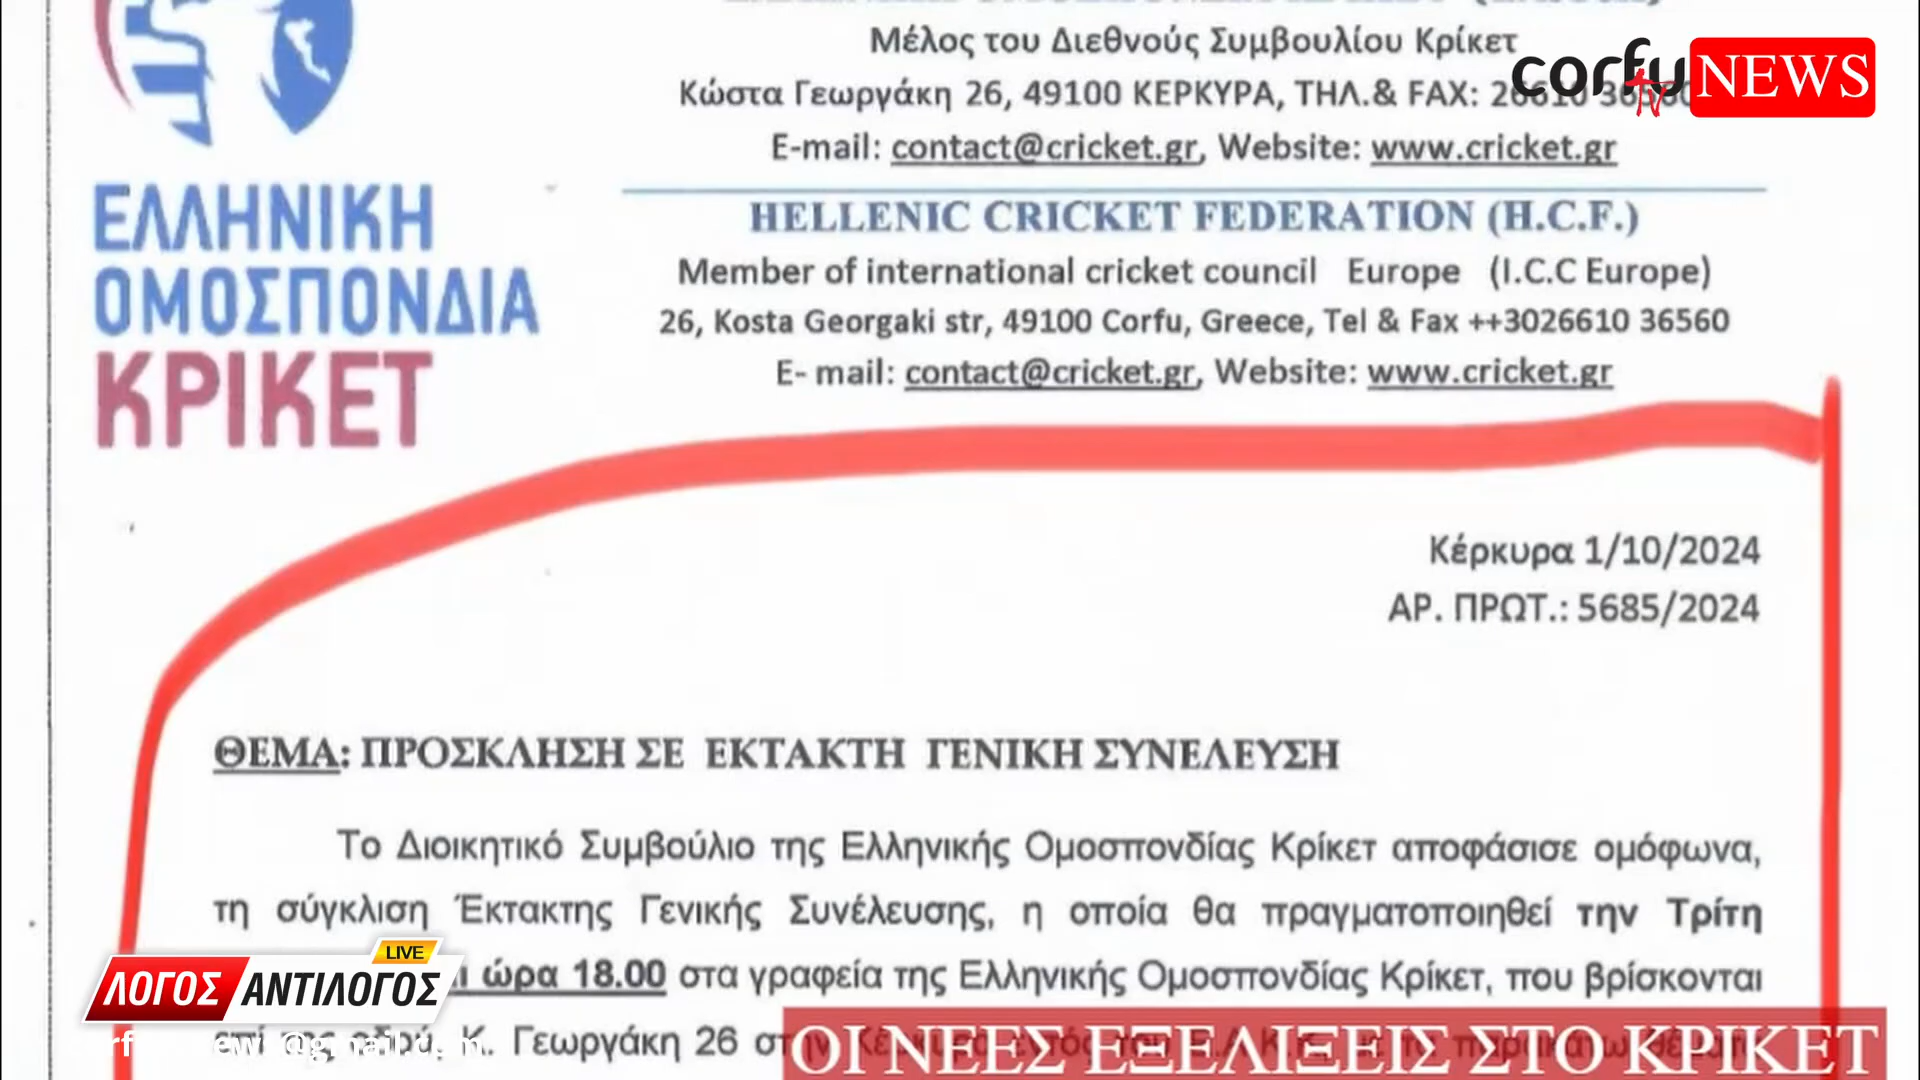 Μέλος του Διεθνούς Συμβουλίου Κρίκετ
corfu tv NEWS
Κώστα Γεωργάκη 26, 49100 ΚΕΡΚΥΡΑ, ΤΗΛ.& FAX: 26610
E-mail: contact@cricket.gr, Website: www.cricket.gr
ΕΛΛΗΝΙΚΗ
ΟΜΟΣΠΟΝΔΙΑ
ΚΡΙΚΕΤ
HELLENIC CRICKET FEDERATION (H.C.F.)
Member of international cricket council Europe (I.C.C Europe)
26, Kosta Georgaki str, 49100 Corfu, Greece, Tel & Fax ++3026610 36560
E- mail: contact@cricket.gr, Website: www.cricket.gr
Κέρκυρα 1/10/2024
ΑΡ. ΠΡΩΤ.: 5685/2024
ΘΕΜΑ: ΠΡΟΣΚΛΗΣΗ ΣΕ ΕΚΤΑΚΤΗ ΓΕΝΙΚΗ ΣΥΝΕΛΕΥΣΗ
Το Διοικητικό Συμβούλιο της Ελληνικής Ομοσπονδίας Κρίκετ αποφάσισε ομόφωνα,
τη σύγκλιση Έκτακτης Γενικής Συνέλευσης, η οποία θα πραγματοποιηθεί την Τρίτη
ώρα 18.00 στα γραφεία της Ελληνικής Ομοσπονδίας Κρίκετ, που βρίσκονται
Κ. Γεωργάκη 26
LIVE
ΛΟΓΟΣ ΑΝΤΙΛΟΓΟΣ
ΟΙ ΝΕΕΣ ΕΞΕΛΙΞΕΙΣ ΣΤΟ ΚΡΙΚΕΤ